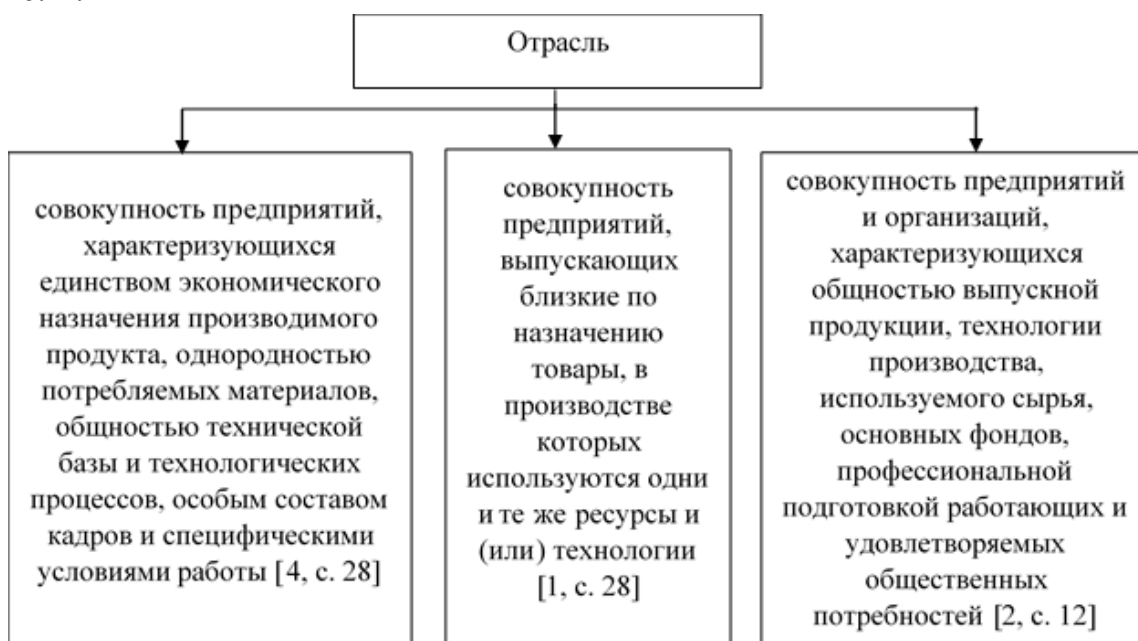 Отрасль
совокупность предприятий,
характеризующихся
единством экономического
назначения производимого
продукта, однородностью
потребляемых материалов,
общностью технической
базы и технологических
процессов, особым составом
кадров и специфическими
условиями работы [4, с. 28]
совокупность
предприятий,
выпускающих
близкие по
назначению
товары, в
производстве
которых
используются одни
и те же ресурсы и
(или) технологии
[1, с. 28]
совокупность предприятий
и организаций,
характеризующихся
общностью выпускной
продукции, технологии
производства,
используемого сырья,
основных фондов,
профессиональной
подготовкой работающих и
удовлетворяемых
общественных
потребностей [2, с. 12]